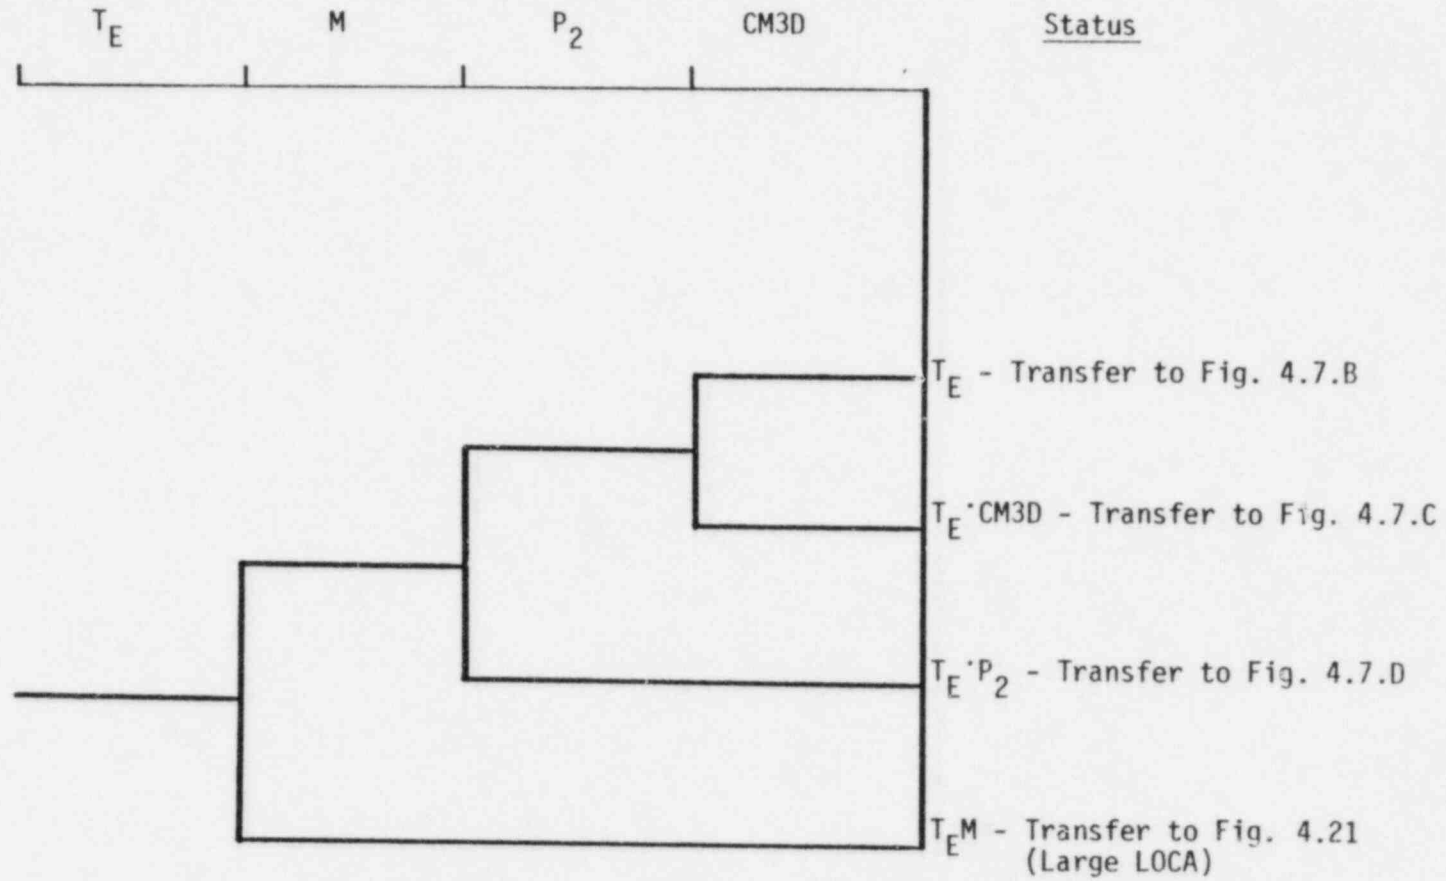 T_E M P_2 CM3D Status
T_E - Transfer to Fig. 4.7.B
T_E·CM3D - Transfer to Fig. 4.7.C
T_E·P_2 - Transfer to Fig. 4.7.D
T_EM - Transfer to Fig. 4.21
(Large LOCA)